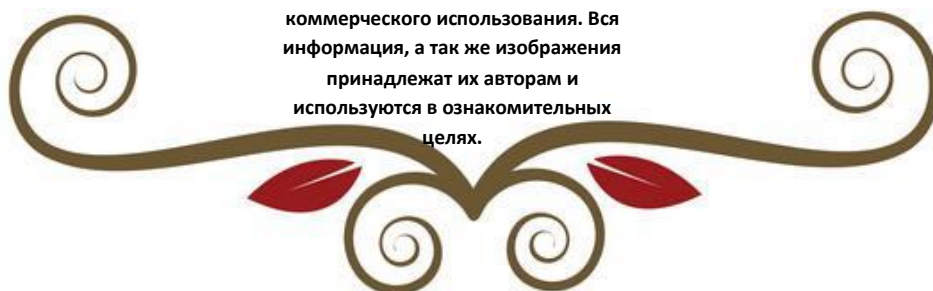 коммерческого использования. Вся
информация, а так же изображения
принадлежат их авторам и
используются в ознакомительных
целях.